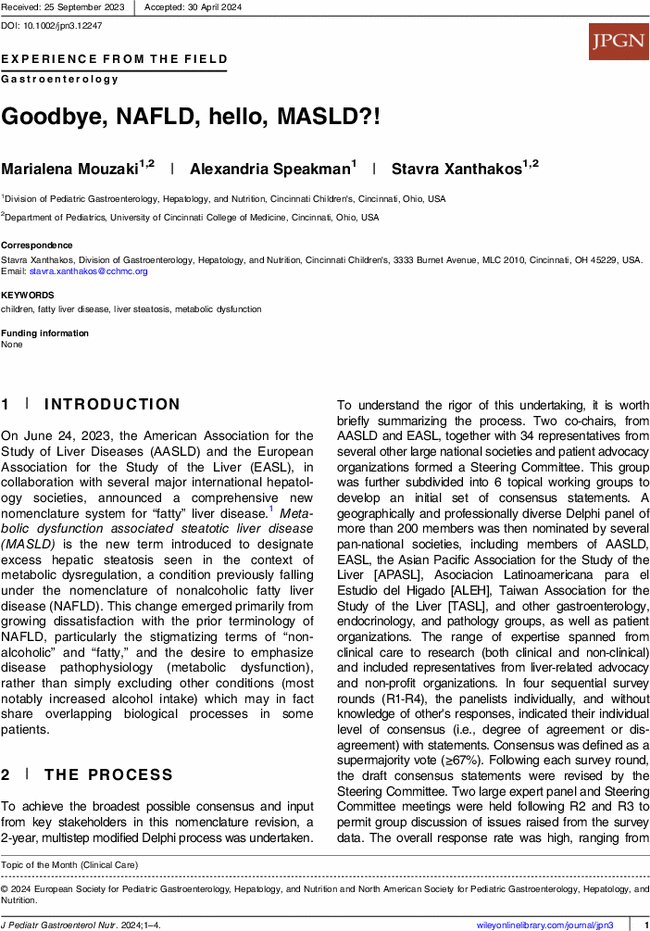 Received: 25 September 2023 | Accepted: 30 April 2024
DOI: 10.1002/jpn3.12247
JPGN
EXPERIENCE FROM THE FIELD
Gastroenterology
Goodbye, NAFLD, hello, MASLD?!
Marialena Mouzaki1,2 | Alexandria Speakman1 | Stavra Xanthakos1,2
1Division of Pediatric Gastroenterology, Hepatology, and Nutrition, Cincinnati Children's, Cincinnati, Ohio, USA
2Department of Pediatrics, University of Cincinnati College of Medicine, Cincinnati, Ohio, USA
Correspondence
Stavra Xanthakos, Division of Gastroenterology, Hepatology, and Nutrition, Cincinnati Children's, 3333 Burnet Avenue, MLC 2010, Cincinnati, OH 45229, USA.
Email: stavra.xanthakos@cchmc.org
KEYWORDS
children, fatty liver disease, liver steatosis, metabolic dysfunction
Funding information
None
1 | INTRODUCTION
On June 24, 2023, the American Association for the
Study of Liver Diseases (AASLD) and the European
Association for the Study of the Liver (EASL), in
collaboration with several major international hepatol-
ogy societies, announced a comprehensive new
nomenclature system for “fatty” liver disease.1 Meta-
bolic dysfunction associated steatotic liver disease
(MASLD) is the new term introduced to designate
excess hepatic steatosis seen in the context of
metabolic dysregulation, a condition previously falling
under the nomenclature of nonalcoholic fatty liver
disease (NAFLD). This change emerged primarily from
growing dissatisfaction with the prior terminology of
NAFLD, particularly the stigmatizing terms of “non-
alcoholic” and “fatty,” and the desire to emphasize
disease pathophysiology (metabolic dysfunction),
rather than simply excluding other conditions (most
notably increased alcohol intake) which may in fact
share overlapping biological processes in some
patients.
2 | THE PROCESS
To achieve the broadest possible consensus and input
from key stakeholders in this nomenclature revision, a
2-year, multistep modified Delphi process was undertaken.
To understand the rigor of this undertaking, it is worth
briefly summarizing the process. Two co-chairs, from
AASLD and EASL, together with 34 representatives from
several other large national societies and patient advocacy
organizations formed a Steering Committee. This group
was further subdivided into 6 topical working groups to
develop an initial set of consensus statements. A
geographically and professionally diverse Delphi panel of
more than 200 members was then nominated by several
pan-national societies, including members of AASLD,
EASL, the Asian Pacific Association for the Study of the
Liver [APASL], Asociacion Latinoamericana para el
Estudio del Higado [ALEH], Taiwan Association for the
Study of the Liver [TASL], and other gastroenterology,
endocrinology, and pathology groups, as well as patient
organizations. The range of expertise spanned from
clinical care to research (both clinical and non-clinical)
and included representatives from liver-related advocacy
and non-profit organizations. In four sequential survey
rounds (R1-R4), the panelists individually, and without
knowledge of other's responses, indicated their individual
level of consensus (i.e., degree of agreement or dis-
agreement) with statements. Consensus was defined as a
supermajority vote (≥67%). Following each survey round,
the draft consensus statements were revised by the
Steering Committee. Two large expert panel and Steering
Committee meetings were held following R2 and R3 to
permit group discussion of issues raised from the survey
data. The overall response rate was high, ranging from
Topic of the Month (Clinical Care)
© 2024 European Society for Pediatric Gastroenterology, Hepatology, and Nutrition and North American Society for Pediatric Gastroenterology, Hepatology, and
Nutrition.
J Pediatr Gastroenterol Nutr. 2024;1–4.
wileyonlinelibrary.com/journal/jpn3 | 1